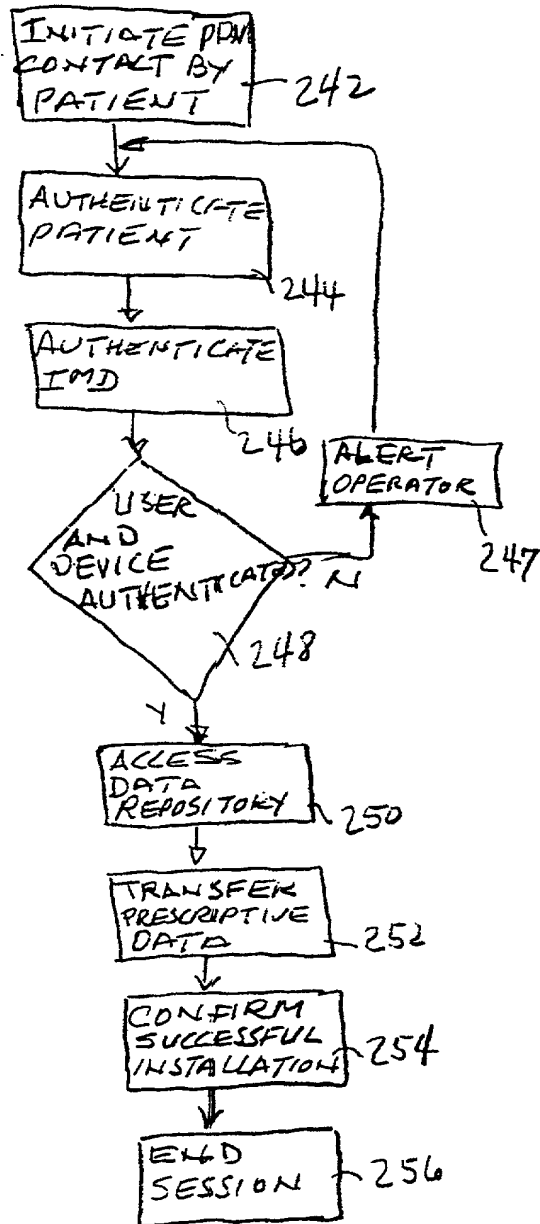 INITIATE PPN
CONTACT BY
PATIENT
242
AUTHENTICATE
PATIENT
244
AUTHENTICATE
IMD
246
ALERT
OPERATOR
247
USER
AND
DEVICE
AUTHENTICATED?
N
248
Y
ACCESS
DATA
REPOSITORY
250
TRANSFER
PRESCRIPTIVE
DATA
252
CONFIRM
SUCCESSFUL
INSTALLATION
254
END
SESSION
256